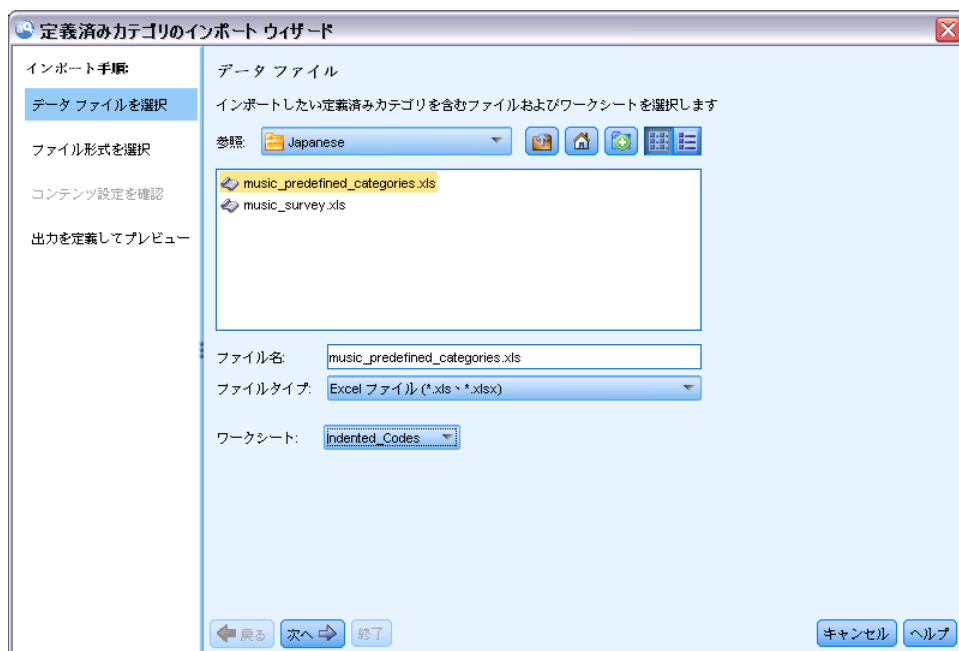 定義済みカテゴリのインポート ウィザード
インポート手順:
データ ファイルを選択
ファイル形式を選択
コンテンツ設定を確認
出力を定義してプレビュー
データ ファイル
インポートしたい定義済みカテゴリを含むファイルおよびワークシートを選択します
参照: Japanese
music_predefined_categories.xls
music_survey.xls
ファイル名: music_predefined_categories.xls
ファイルタイプ: Excel ファイル (*.xls、*.xlsx)
ワークシート: Indented_Codes
戻る 次へ 終了 キャンセル ヘルプ